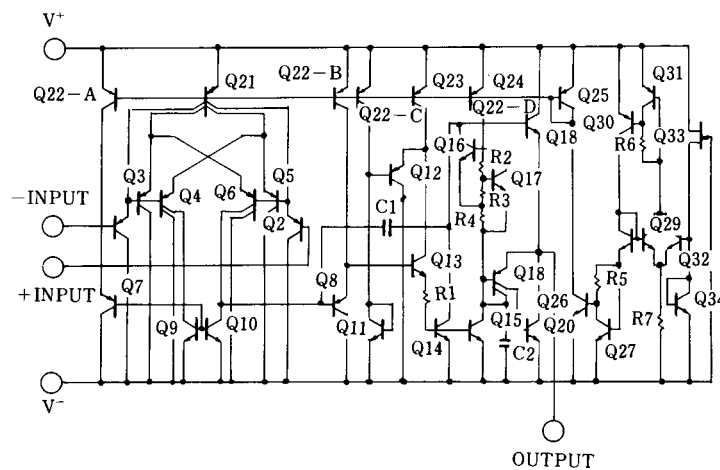 V⁺
Q22-B
Q21
Q23
Q24
Q31
Q22-A
Q22-C
Q22-D
Q25
Q30
Q18
Q33
Q16
R6
R2
Q3
Q4
Q6
Q5
Q12
Q17
R3
-INPUT
Q2
C1
R4
Q29
Q32
+INPUT
Q13
Q18
Q7
Q8
R1
Q15
Q26
R5
Q34
Q9
Q10
Q11
Q14
C2
Q20
Q27
R7
V⁻
OUTPUT